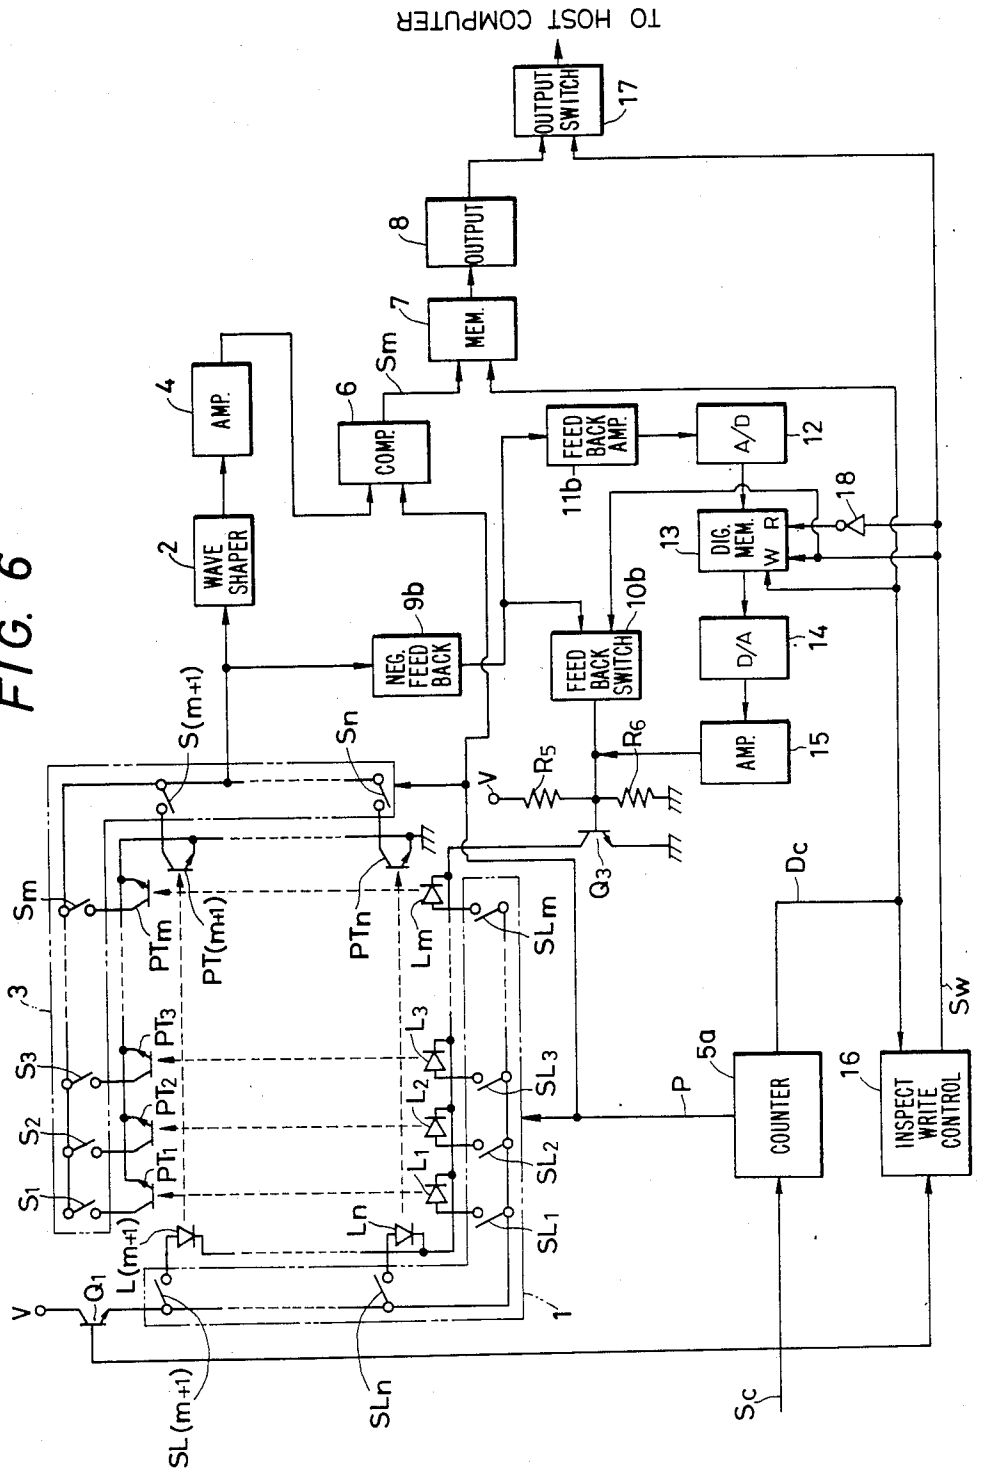 FIG. 6
TO HOST COMPUTER
OUTPUT
SWITCH
17
8
OUTPUT
7
MEM.
4
AMP.
6
COMP.
Sm
2
WAVE
SHAPER
9b
NEG.
FEED
BACK
11b
FEED
BACK
AMP.
A/D
12
13
DIG.
MEM.
W
R
18
10b
FEED
BACK
SWITCH
D/A
14
AMP.
15
V
R5
R6
Q3
3
S1
S2
S3
Sm
S(m+1)
Sn
PT1
PT2
PT3
PTm
PT(m+1)
PTn
L(m+1)
Ln
L1
L2
L3
Lm
SL1
SL2
SL3
SLm
V
Q1
SL(m+1)
SLn
1
P
5a
COUNTER
Dc
Sc
16
INSPECT
WRITE
CONTROL
Sw